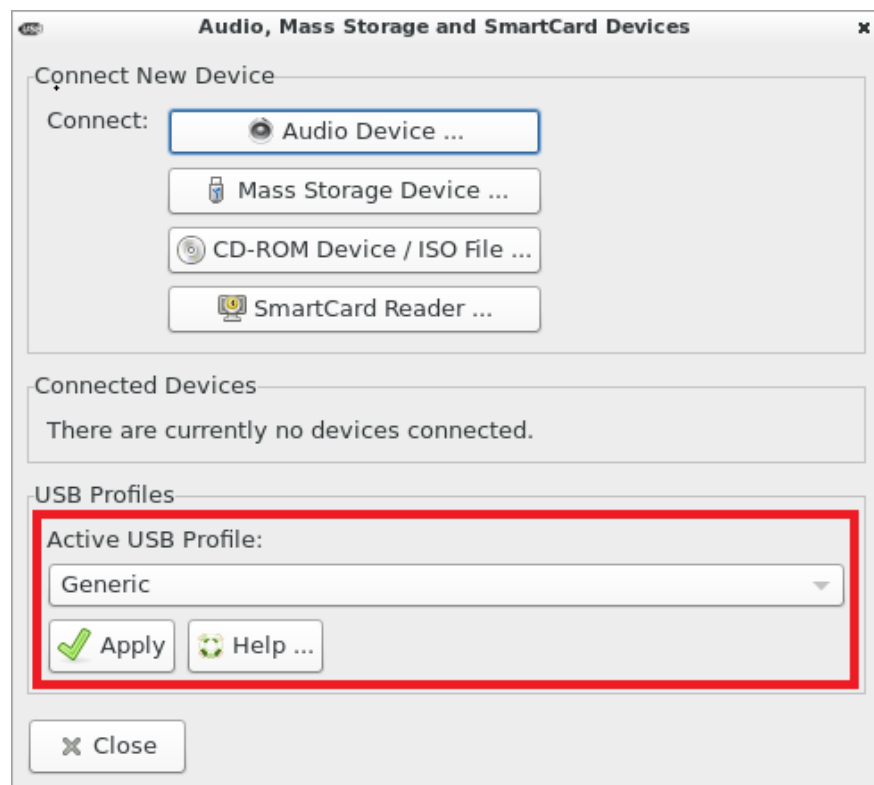 Audio, Mass Storage and SmartCard Devices
Connect New Device
Connect:
Audio Device ...
Mass Storage Device ...
CD-ROM Device / ISO File ...
SmartCard Reader ...
Connected Devices
There are currently no devices connected.
USB Profiles
Active USB Profile:
Generic
Apply
Help ...
Close